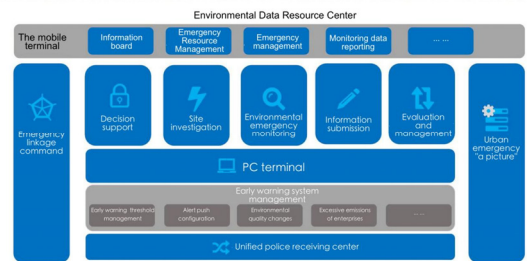 Environmental Data Resource Center
The mobile
terminal
Information
board
Emergency
Resource
Management
Emergency
management
Monitoring data
reporting
... ...
Emergency
linkage
command
Decision
support
Site
investigation
Environmental
emergency
monitoring
Information
submission
Evaluation
and
management
Urban
emergency
"a picture"
PC terminal
Early warning system
management
Early warning threshold
management
Alert push
configuration
Environmental
quality changes
Excessive emissions
of enterprises
... ...
Unified police receiving center